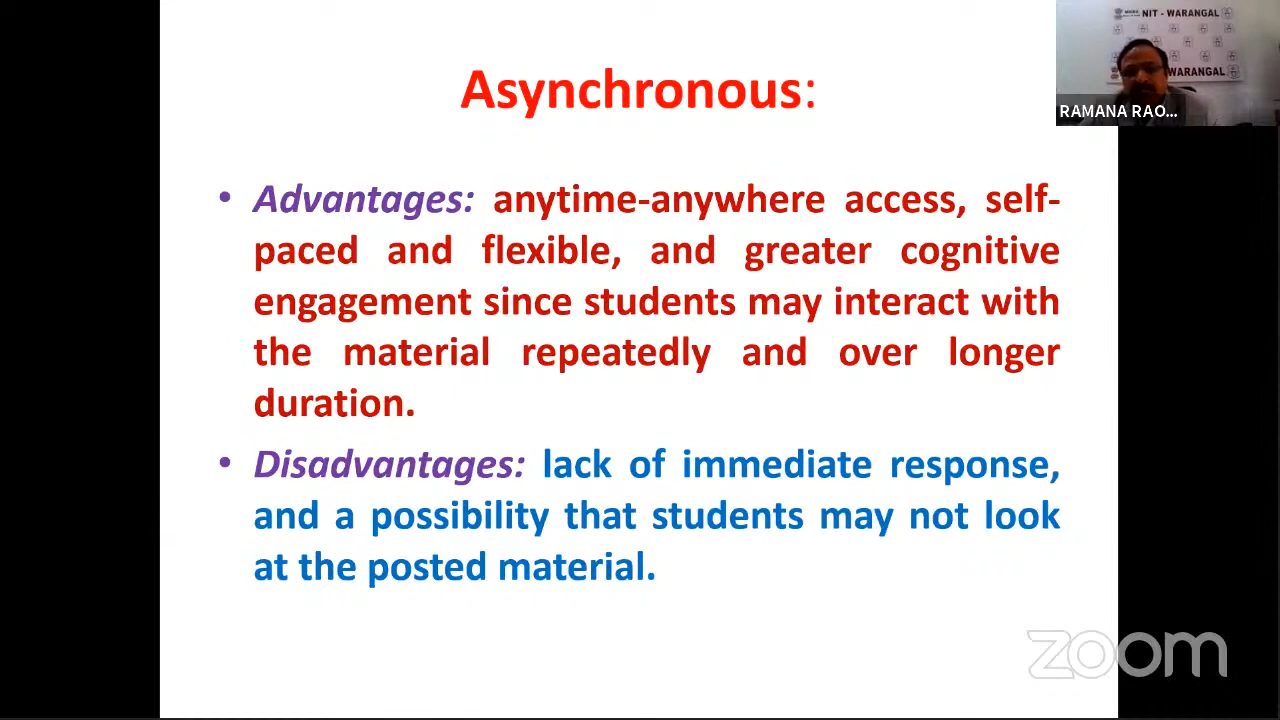 Asynchronous:
• Advantages: anytime-anywhere access, self-
paced and flexible, and greater cognitive
engagement since students may interact with
the material repeatedly and over longer
duration.
• Disadvantages: lack of immediate response,
and a possibility that students may not look
at the posted material.
NIT - WARANGAL
WARANGAL
RAMANA RAO...
zoom